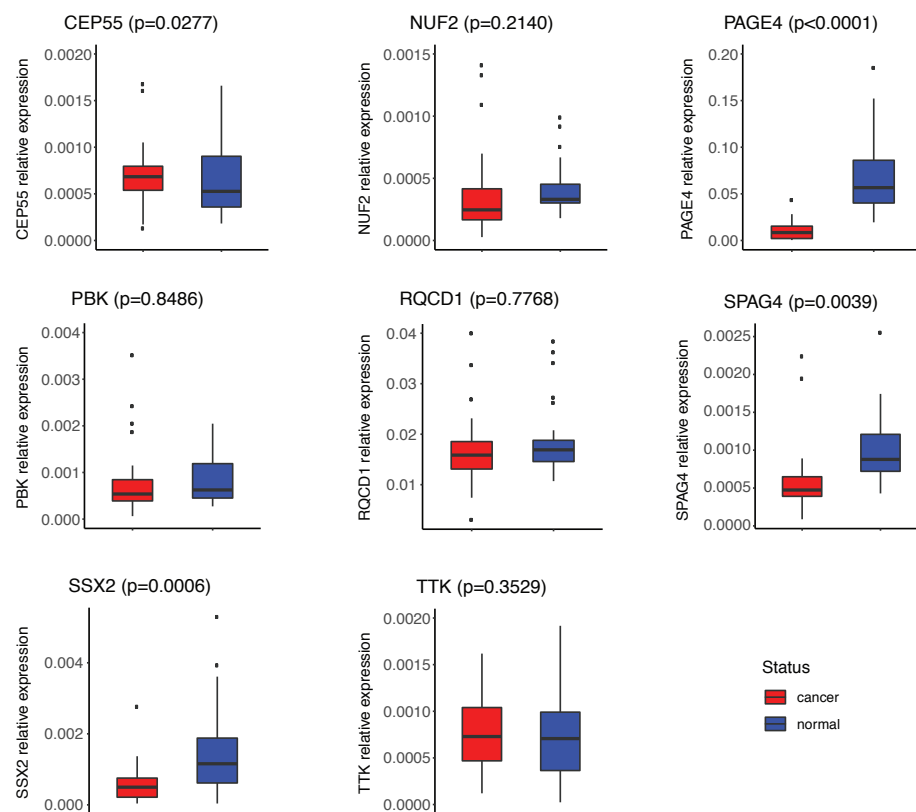 CEP55 (p=0.0277)
CEP55 relative expression
0.0020
0.0015
0.0010
0.0005
0.0000
NUF2 (p=0.2140)
NUF2 relative expression
0.0015
0.0010
0.0005
0.0000
PAGE4 (p<0.0001)
PAGE4 relative expression
0.20
0.15
0.10
0.05
0.00
PBK (p=0.8486)
PBK relative expression
0.004
0.003
0.002
0.001
0.000
RQCD1 (p=0.7768)
RQCD1 relative expression
0.04
0.03
0.02
0.01
SPAG4 (p=0.0039)
SPAG4 relative expression
0.0025
0.0020
0.0015
0.0010
0.0005
0.0000
SSX2 (p=0.0006)
SSX2 relative expression
0.004
0.002
0.000
TTK (p=0.3529)
TTK relative expression
0.0020
0.0015
0.0010
0.0005
0.0000
Status
cancer
normal